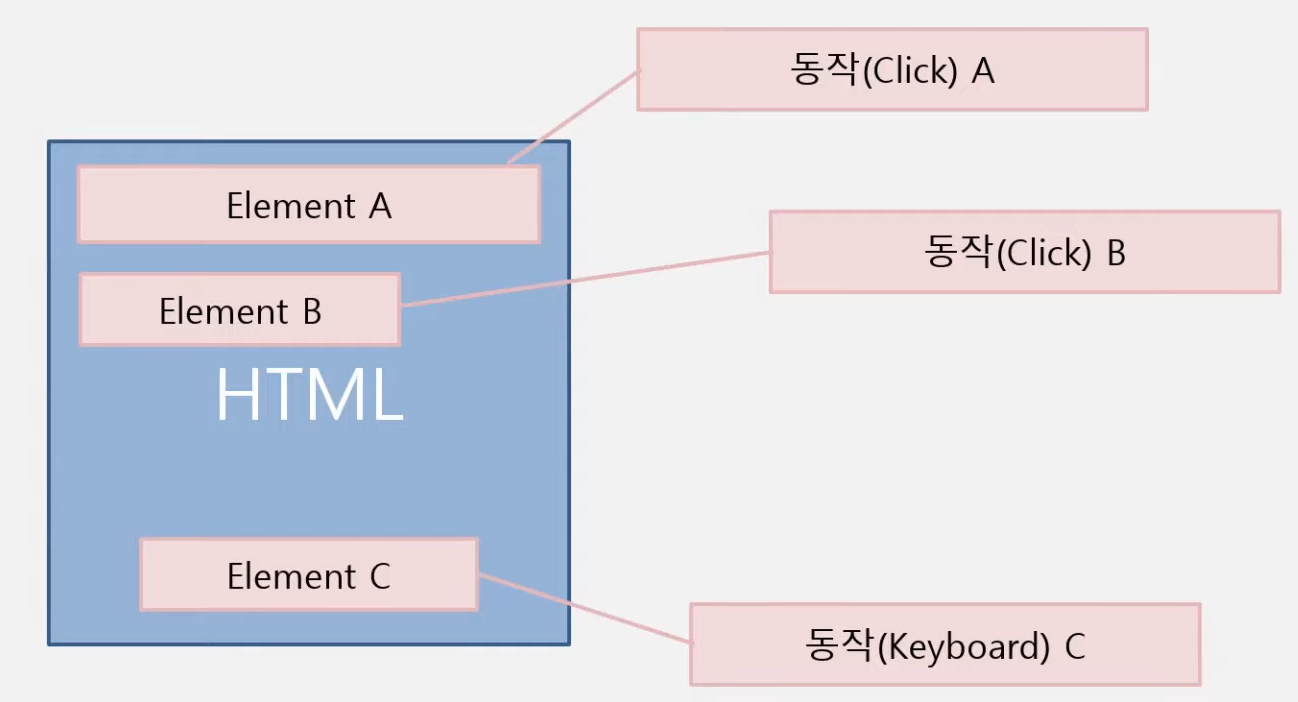 동작(Click) A
Element A
동작(Click) B
Element B
HTML
Element C
동작(Keyboard) C